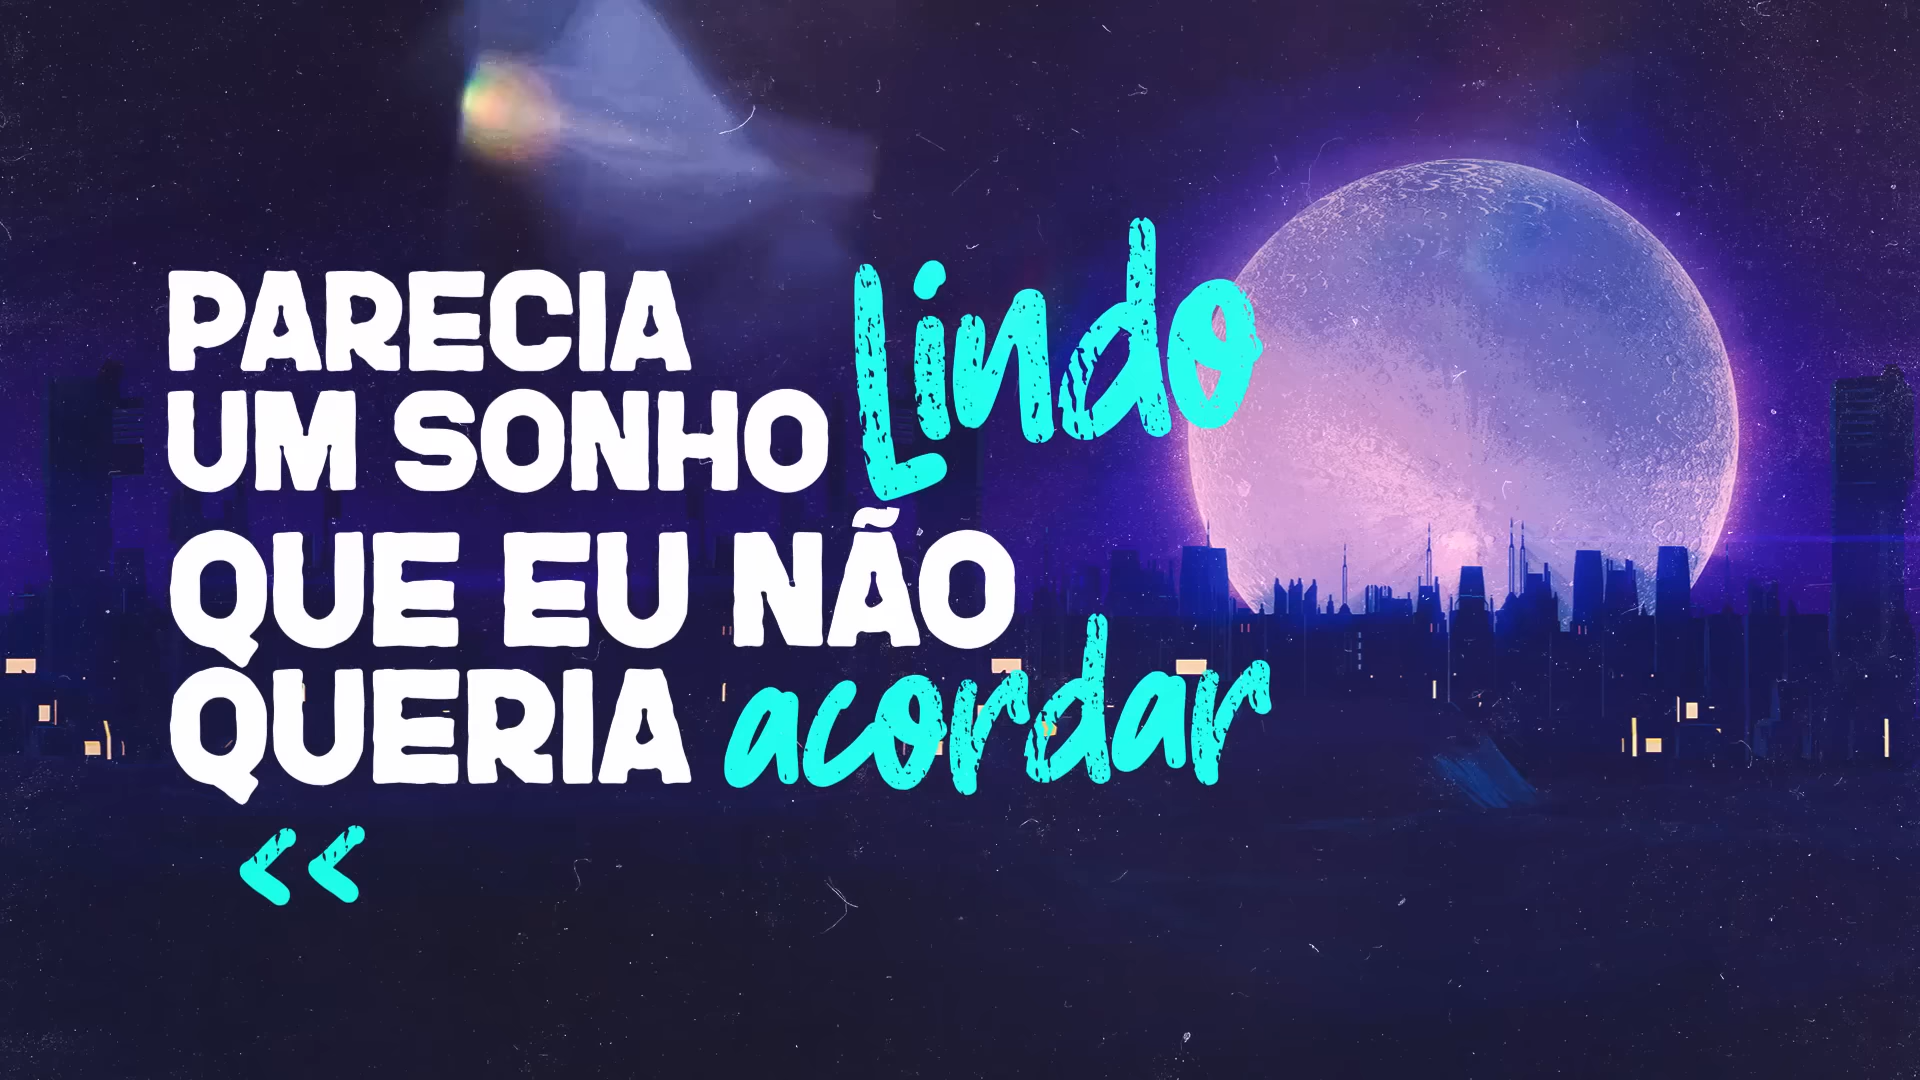 PARECIA
UM SONHO Lindo
QUE EU NÃO
QUERIA acordar
<<